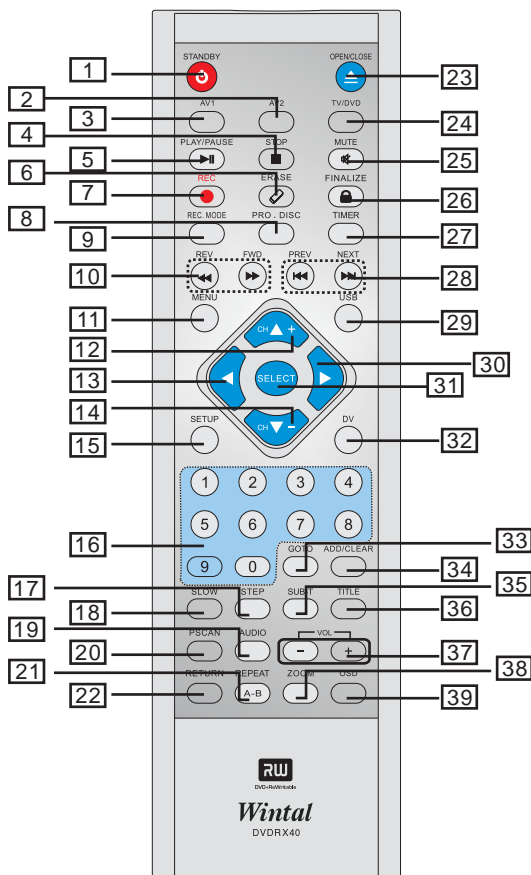 STANDBY OPEN/CLOSE
1 23
2
AV1 AV2 TV/DVD
3 24
4
PLAY/PAUSE STOP MUTE
5 25
6
REC ERASE FINALIZE
7 26
8
REC. MODE PRO. DISC TIMER
9 27
REV FWD PREV NEXT
10 28
MENU USB
11 29
CH +
12
30
13 SELECT
31
14 CH −
SETUP DV
15 32
1 2 3 4
5 6 7 8
16 33
GOTO ADD/CLEAR
9 0
34
17 35
SLOW STEP SUBIT TITLE
18 36
19
PSCAN AUDIO VOL
20 − + 37
21 38
RETURN REPEAT ZOOM OSD
22 A-B 39
RW
DVD+ReWritable
Wintal
DVDRX40